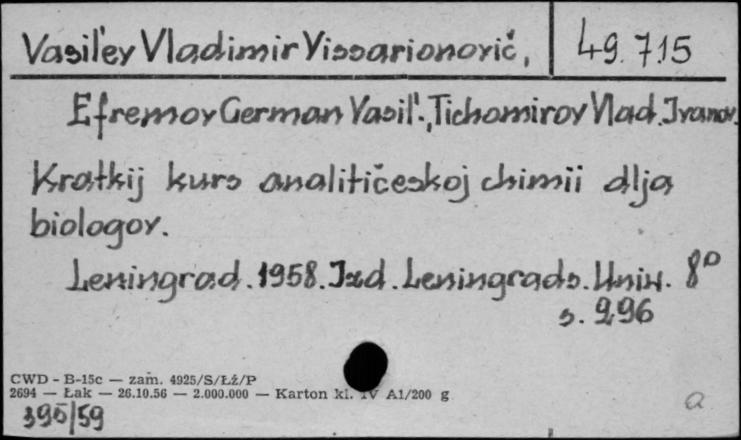 Vasil'ev Vladimir Vissarionovič, 49.715
Efremov German Vasil'., Tichomirov Vlad. Ivanov.
Kratkij kurs analitičeskoj chimii dlja
biologov.
Leningrad. 1958. Izd. Leningrads. Univ. 8°
s. 296
CWD - B-15c — zam. 4925/S/Łź/P
2694 — Łak — 26.10.56 — 2.000.000 — Karton kl. IV A1/200 g
395/59
a